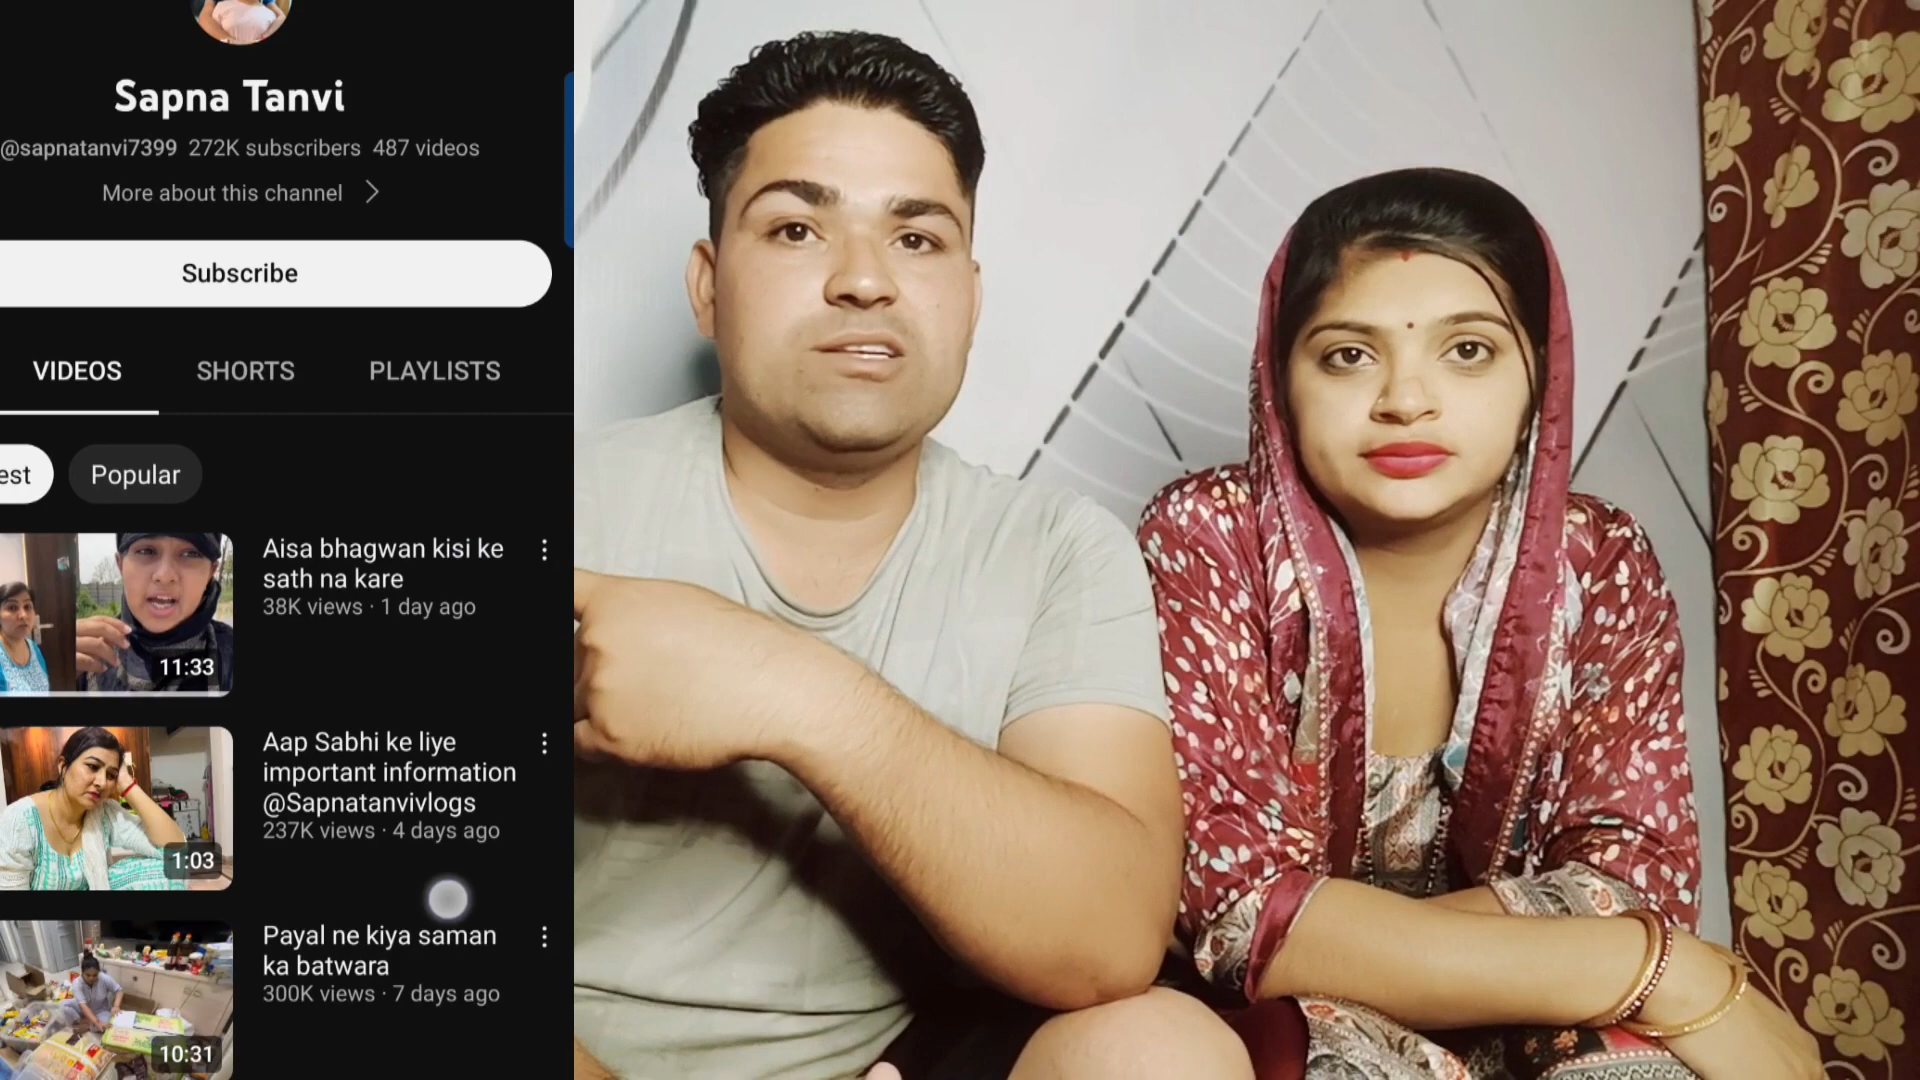 Sapna Tanvi
@sapnatanvi7399 272K subscribers 487 videos
More about this channel
Subscribe
VIDEOS SHORTS PLAYLISTS
est Popular
Aisa bhagwan kisi ke
sath na kare
38K views · 1 day ago
11:33
Aap Sabhi ke liye
important information
@Sapnatanvivlogs
237K views · 4 days ago
1:03
Payal ne kiya saman
ka batwara
300K views · 7 days ago
10:31